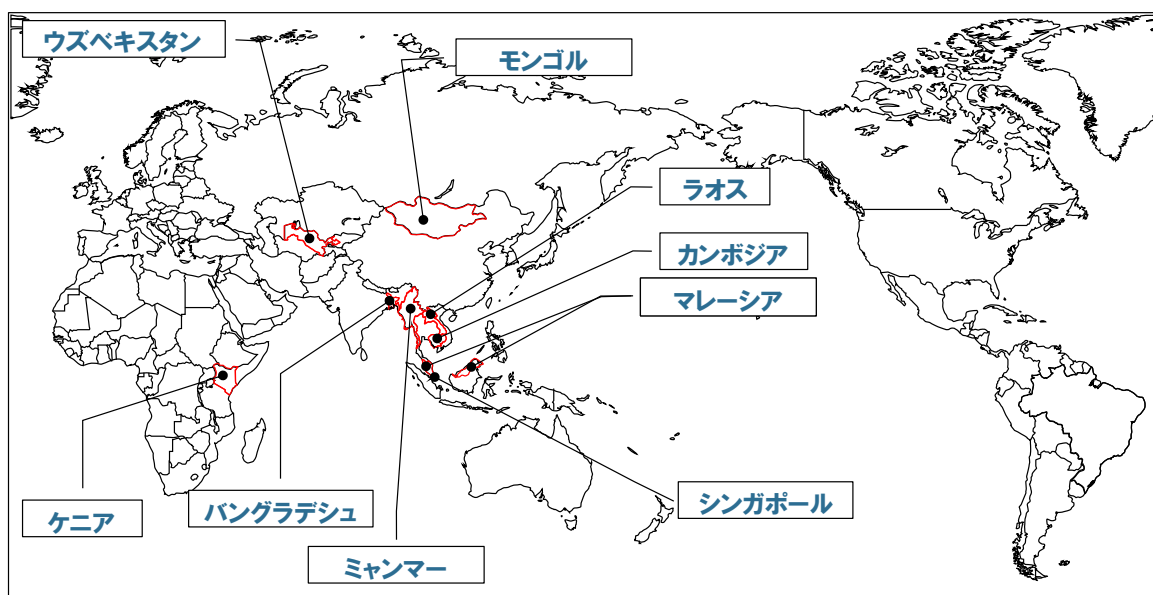 ウズベキスタン
モンゴル
ラオス
カンボジア
マレーシア
シンガポール
バングラデシュ
ケニア
ミャンマー